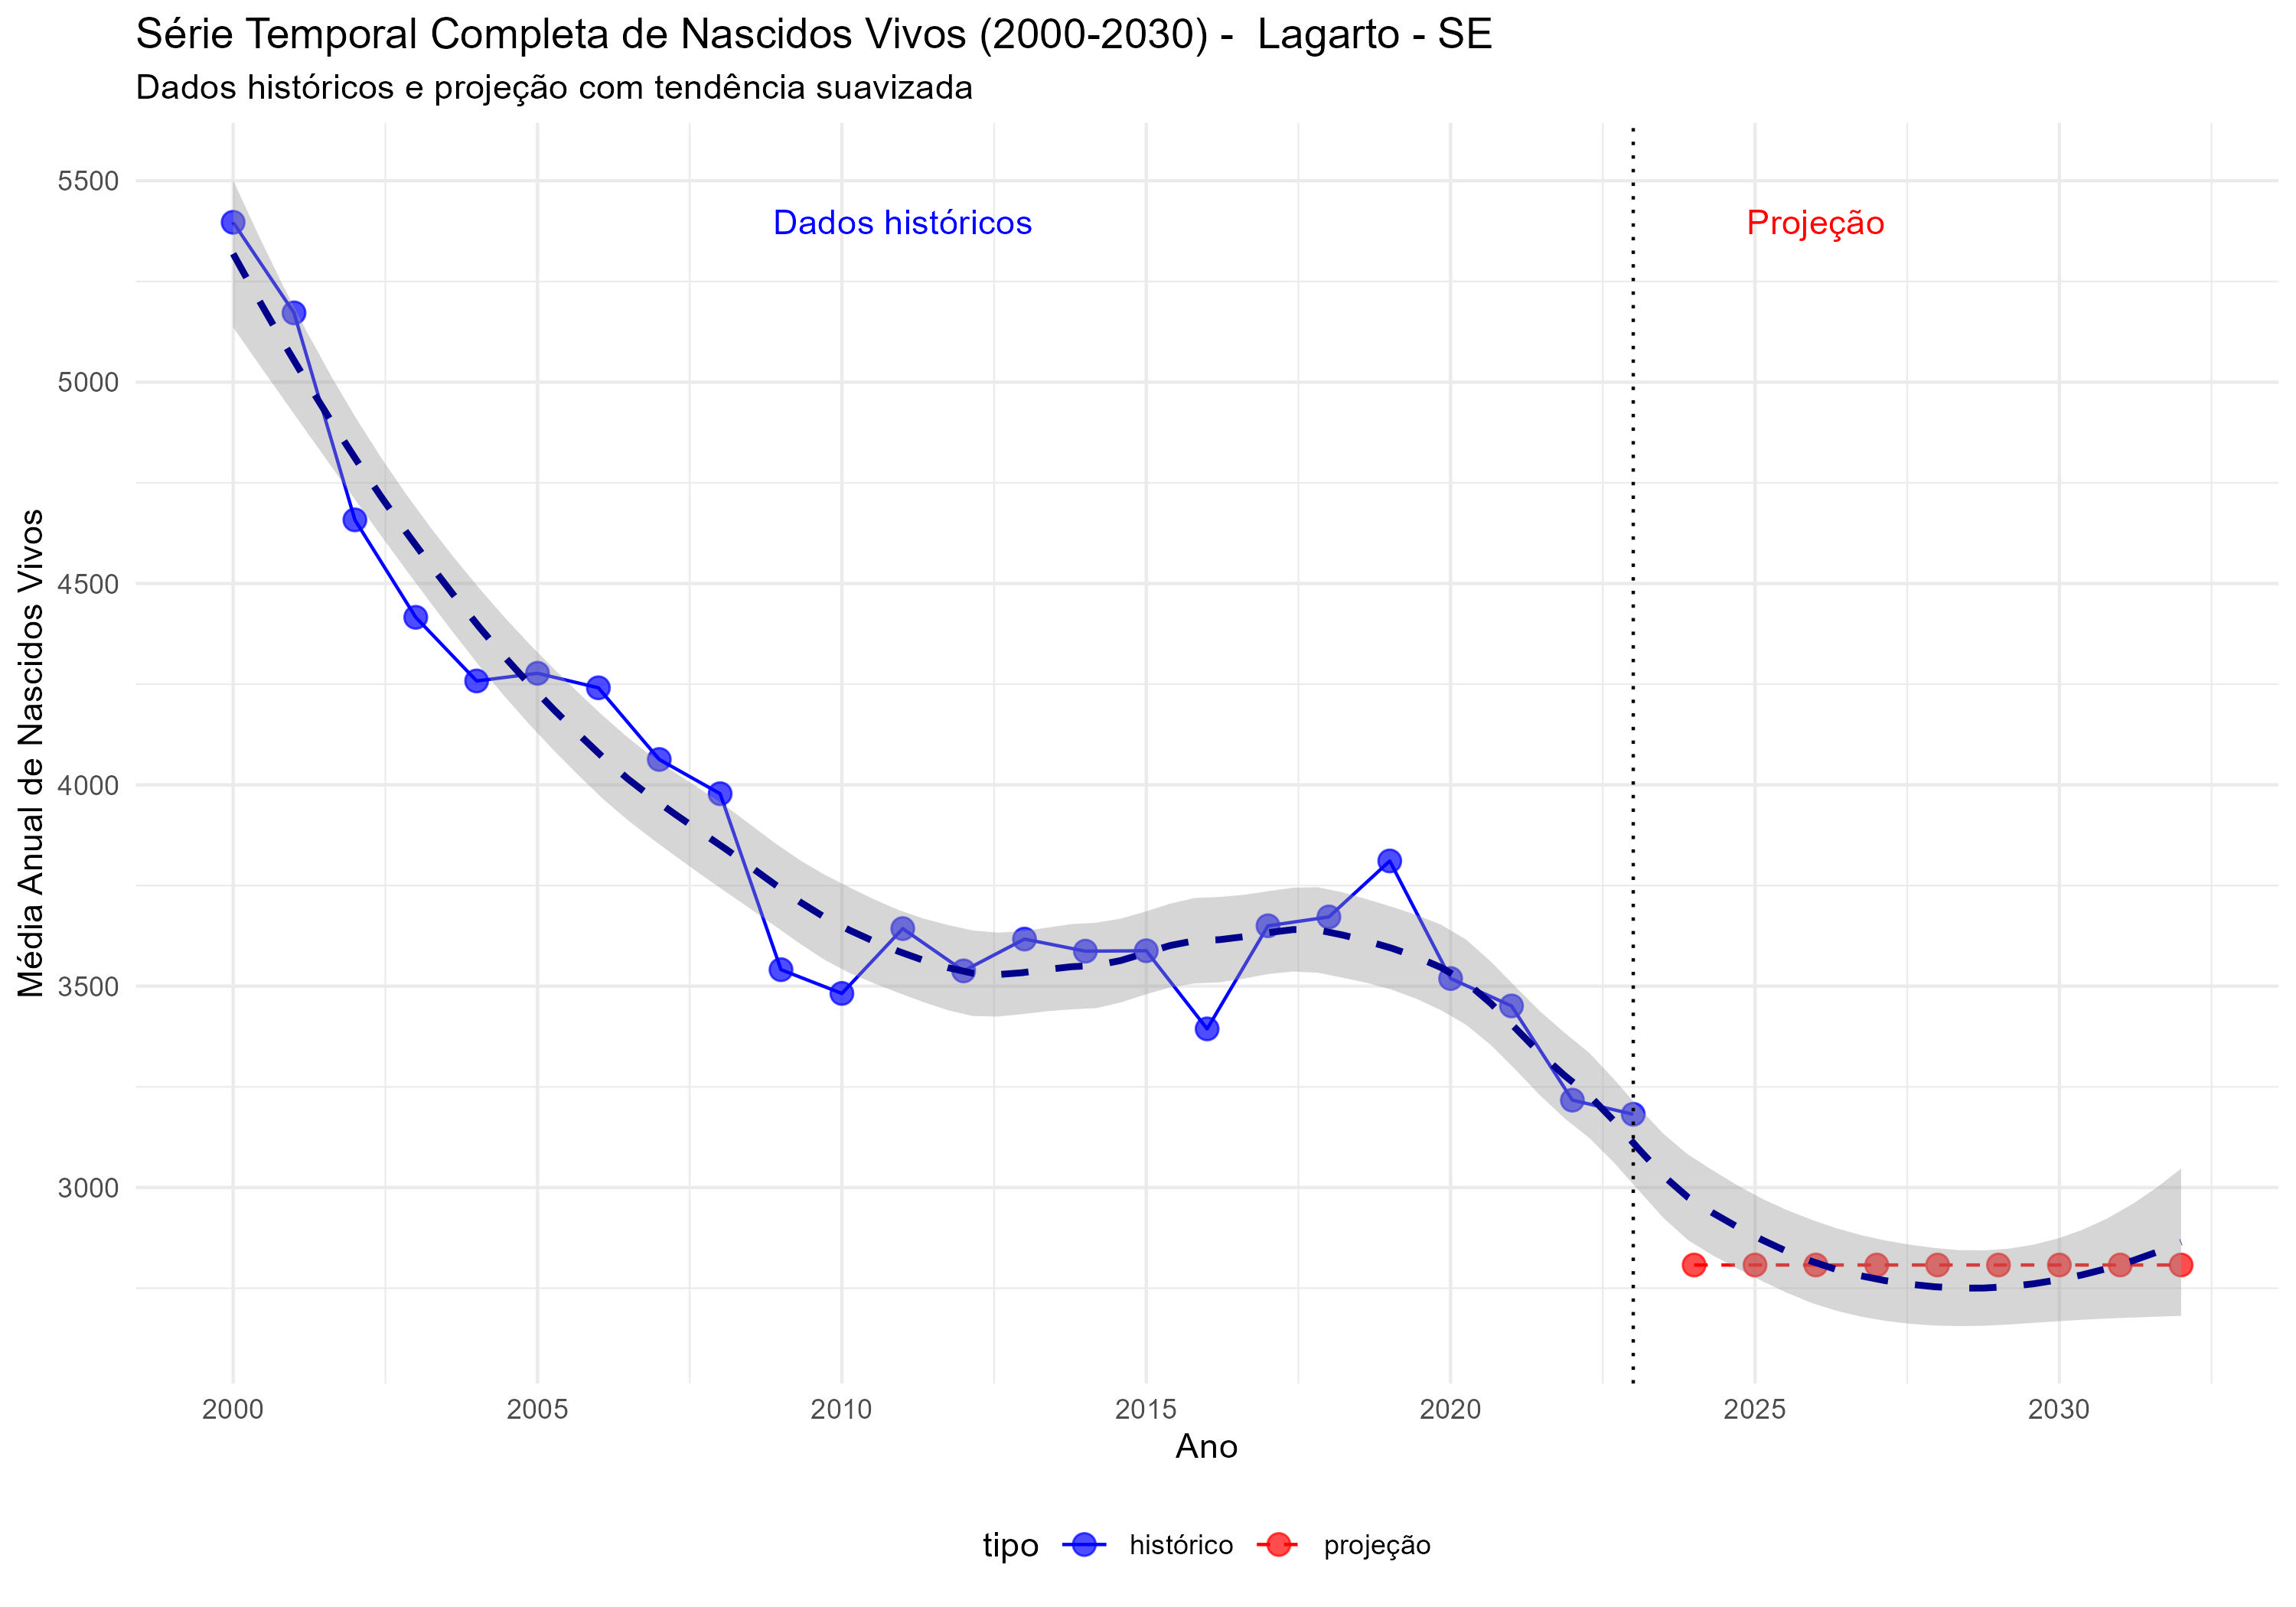 Série Temporal Completa de Nascidos Vivos (2000-2030) -  Lagarto - SE
Dados históricos e projeção com tendência suavizada
Média Anual de Nascidos Vivos
5500
5000
4500
4000
3500
3000
Dados históricos
Projeção
2000 2005 2010 2015 2020 2025 2030
Ano
tipo histórico projeção